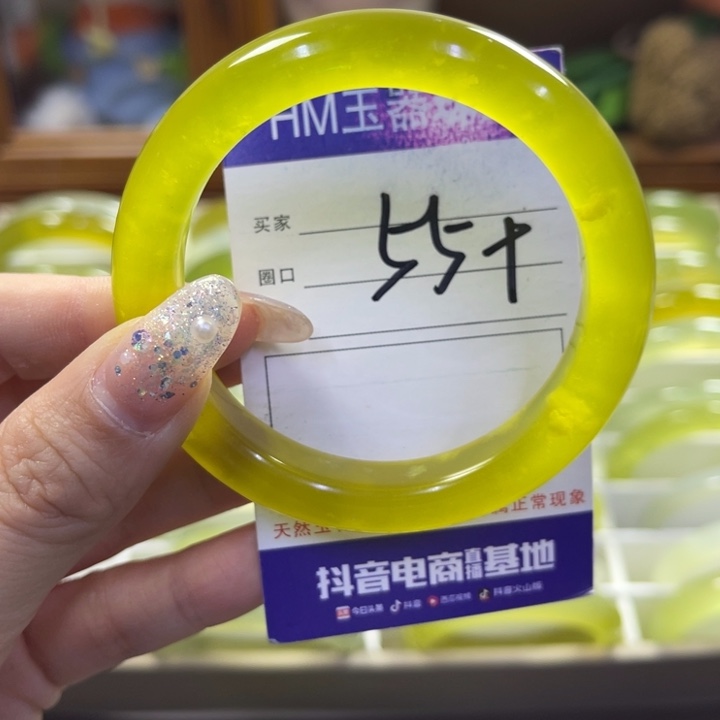 HM玉器
买家
圈口
55+
天然玉
正常现象
抖音电商直播基地
今日头条 抖音 西瓜视频 抖音火山版